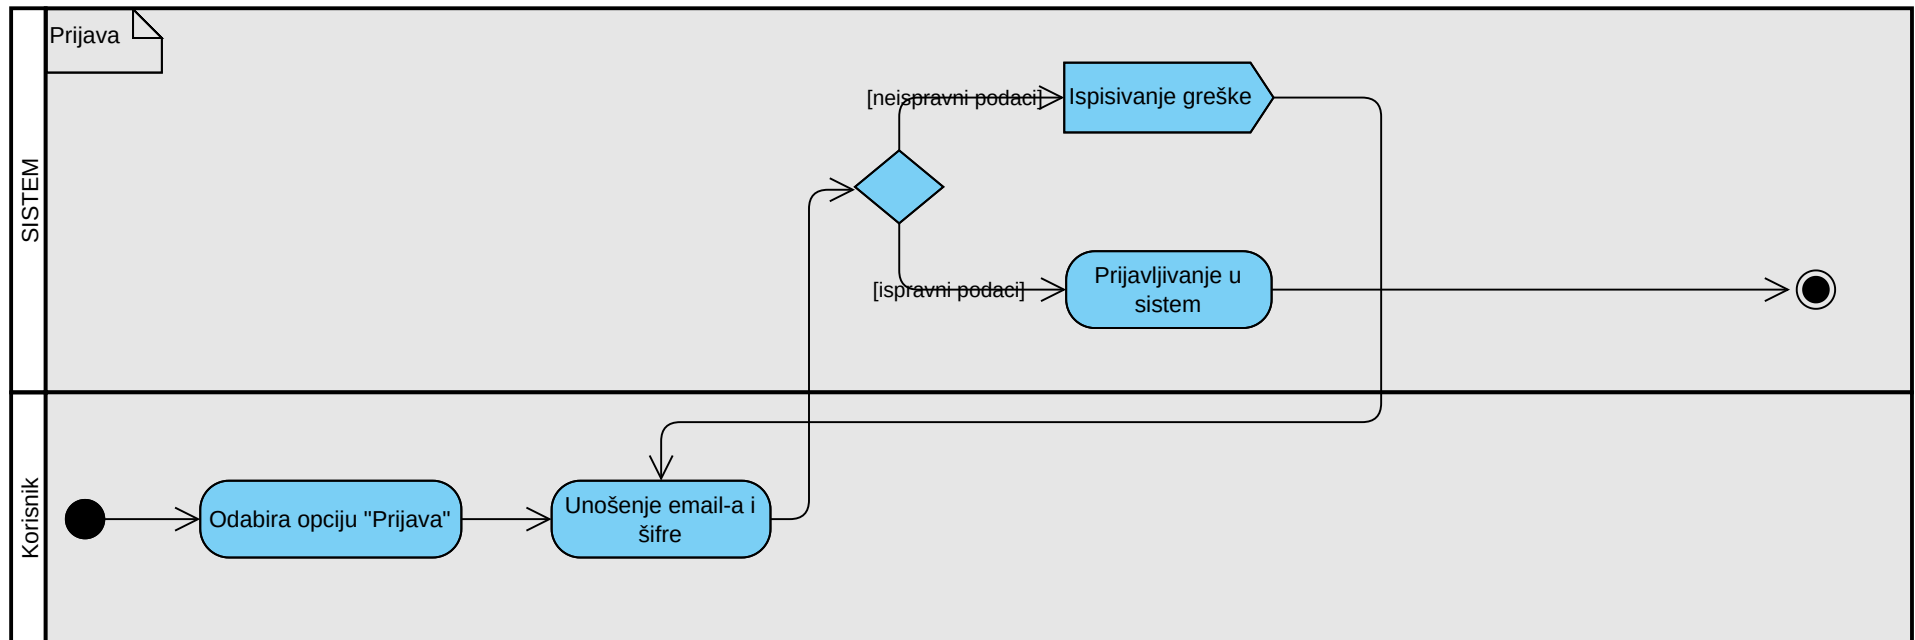 Prijava
SISTEM
[neispravni podaci]
Ispisivanje greške
[ispravni podaci]
Prijavljivanje u
sistem
Korisnik
Odabira opciju "Prijava"
Unošenje email-a i
šifre